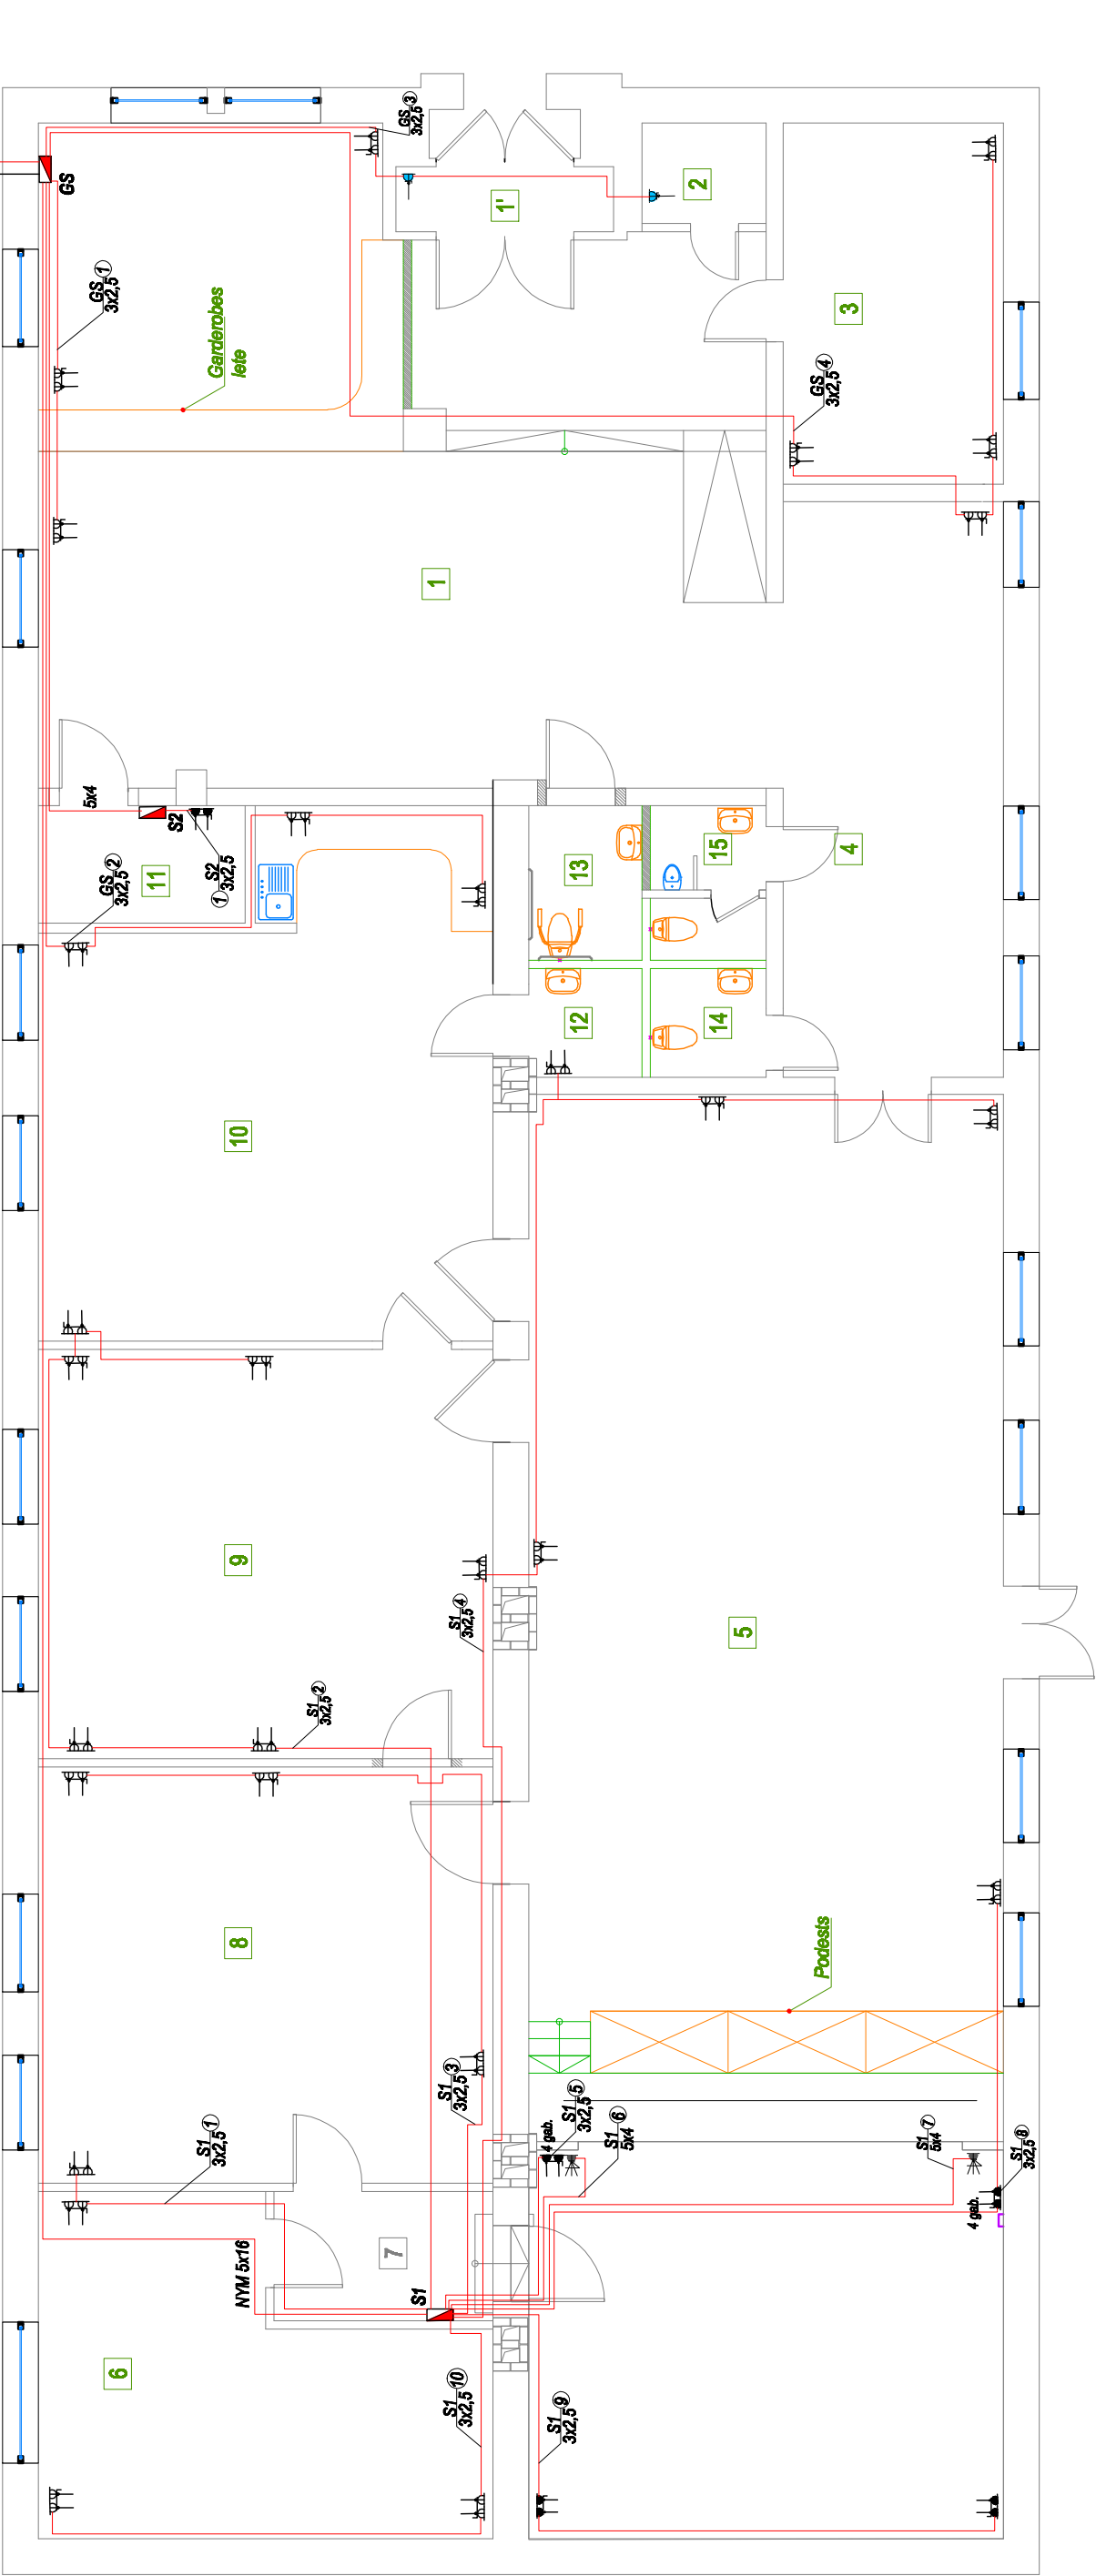 GS
GS 3
3x2,5
1'
2
GS 1
3x2,5
Garderobes
lete
3
GS 4
3x2,5
1
5x4
S2
GS 2
3x2,5
11
S2
1 3x2,5
13
15
4
12
14
10
9
S1 4
3x2,5
5
S1 2
3x2,5
8
Podests
S1 3
3x2,5
4 gab.
S1 5
3x2,5
S1 6
5x4
S1 7
5x4
S1 1
3x2,5
4 gab.
S1 8
3x2,5
NYM 5x16
7
S1
6
S1 10
3x2,5
S1 9
3x2,5